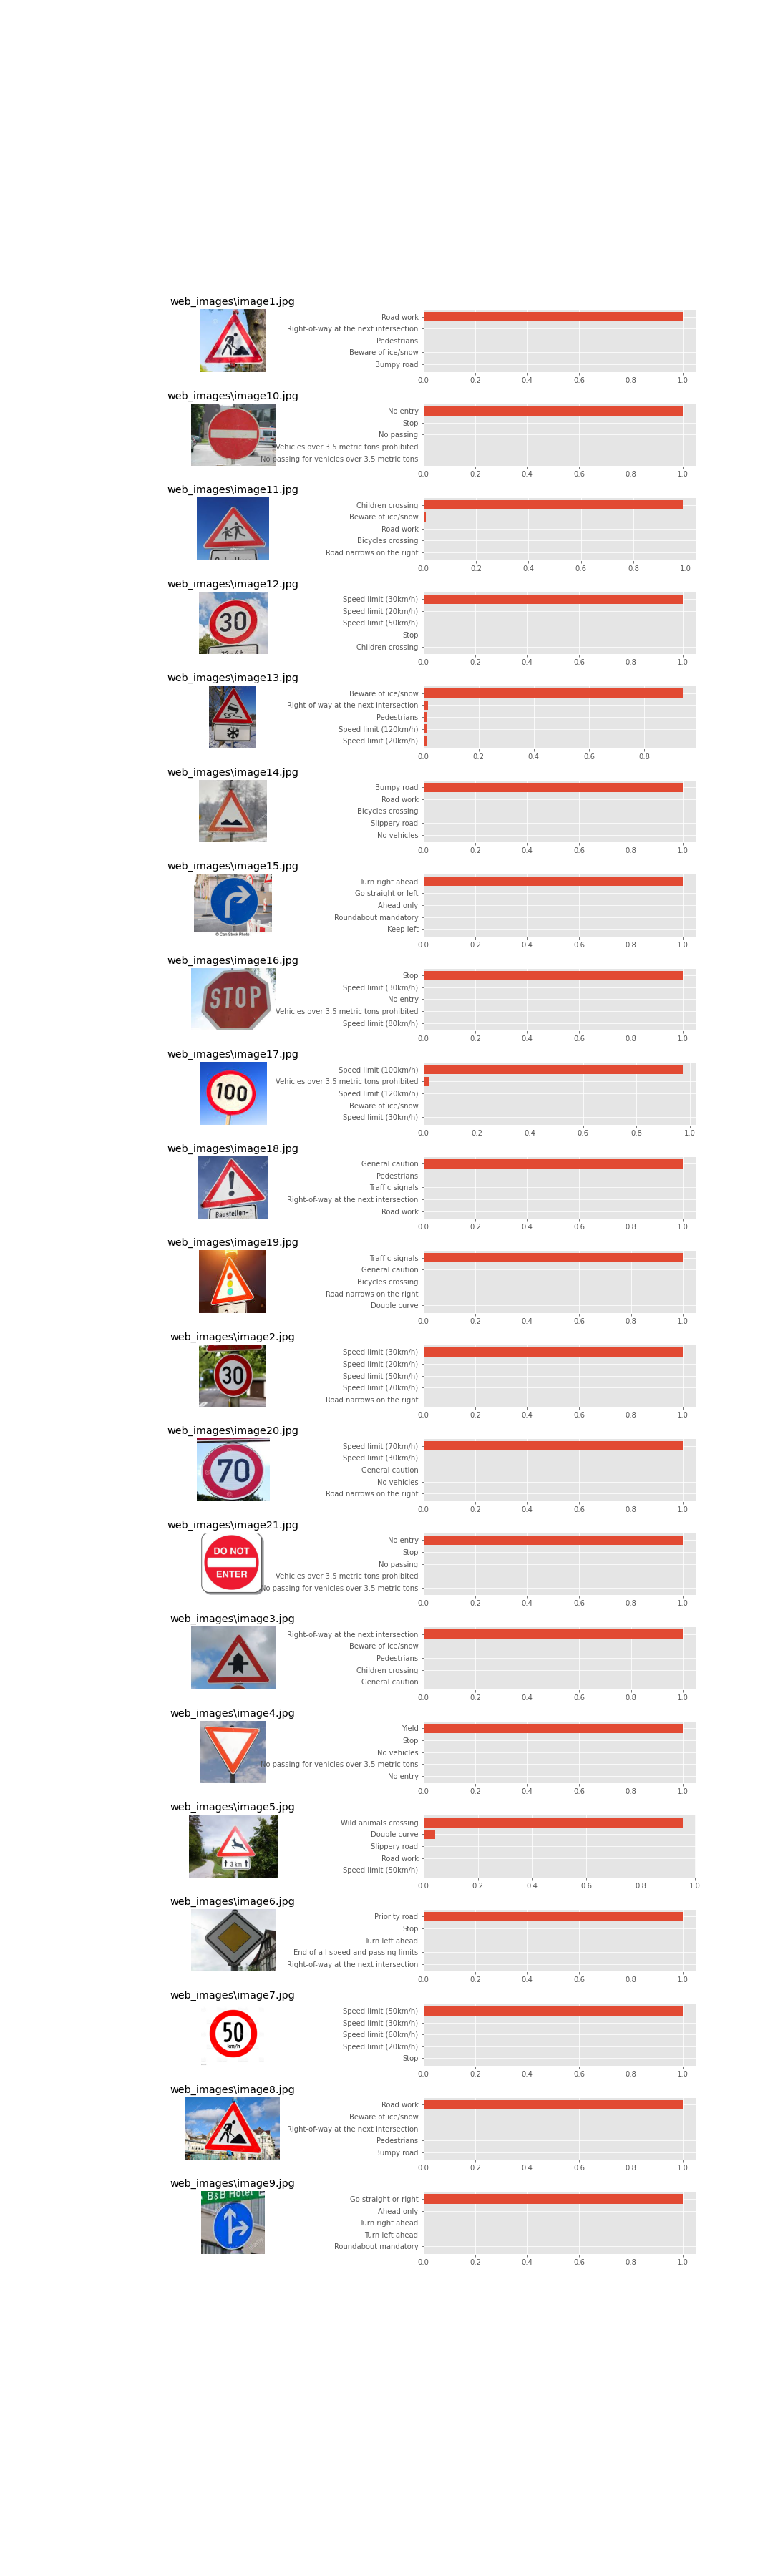 web_images\image1.jpg
Road work
Right-of-way at the next intersection
Pedestrians
Beware of ice/snow
Bumpy road
0.0 0.2 0.4 0.6 0.8 1.0
web_images\image10.jpg
No entry
Stop
No passing
Vehicles over 3.5 metric tons prohibited
No passing for vehicles over 3.5 metric tons
0.0 0.2 0.4 0.6 0.8 1.0
web_images\image11.jpg
Children crossing
Beware of ice/snow
Road work
Bicycles crossing
Road narrows on the right
0.0 0.2 0.4 0.6 0.8 1.0
web_images\image12.jpg
30
Speed limit (30km/h)
Speed limit (20km/h)
Speed limit (50km/h)
Stop
Children crossing
0.0 0.2 0.4 0.6 0.8 1.0
web_images\image13.jpg
Beware of ice/snow
Right-of-way at the next intersection
Pedestrians
Speed limit (120km/h)
Speed limit (20km/h)
0.0 0.2 0.4 0.6 0.8
web_images\image14.jpg
Bumpy road
Road work
Bicycles crossing
Slippery road
No vehicles
0.0 0.2 0.4 0.6 0.8 1.0
web_images\image15.jpg
© Can Stock Photo
Turn right ahead
Go straight or left
Ahead only
Roundabout mandatory
Keep left
0.0 0.2 0.4 0.6 0.8 1.0
web_images\image16.jpg
STOP
Stop
Speed limit (30km/h)
No entry
Vehicles over 3.5 metric tons prohibited
Speed limit (80km/h)
0.0 0.2 0.4 0.6 0.8 1.0
web_images\image17.jpg
100
Speed limit (100km/h)
Vehicles over 3.5 metric tons prohibited
Speed limit (120km/h)
Beware of ice/snow
Speed limit (30km/h)
0.0 0.2 0.4 0.6 0.8 1.0
web_images\image18.jpg
Baustellen-
General caution
Pedestrians
Traffic signals
Right-of-way at the next intersection
Road work
0.0 0.2 0.4 0.6 0.8 1.0
web_images\image19.jpg
Traffic signals
General caution
Bicycles crossing
Road narrows on the right
Double curve
0.0 0.2 0.4 0.6 0.8 1.0
web_images\image2.jpg
30
Speed limit (30km/h)
Speed limit (20km/h)
Speed limit (50km/h)
Speed limit (70km/h)
Road narrows on the right
0.0 0.2 0.4 0.6 0.8 1.0
web_images\image20.jpg
70
Speed limit (70km/h)
Speed limit (30km/h)
General caution
No vehicles
Road narrows on the right
0.0 0.2 0.4 0.6 0.8 1.0
web_images\image21.jpg
DO NOT
ENTER
No entry
Stop
No passing
Vehicles over 3.5 metric tons prohibited
No passing for vehicles over 3.5 metric tons
0.0 0.2 0.4 0.6 0.8 1.0
web_images\image3.jpg
Right-of-way at the next intersection
Beware of ice/snow
Pedestrians
Children crossing
General caution
0.0 0.2 0.4 0.6 0.8 1.0
web_images\image4.jpg
Yield
Stop
No vehicles
No passing for vehicles over 3.5 metric tons
No entry
0.0 0.2 0.4 0.6 0.8 1.0
web_images\image5.jpg
3 km
Wild animals crossing
Double curve
Slippery road
Road work
Speed limit (50km/h)
0.0 0.2 0.4 0.6 0.8 1.0
web_images\image6.jpg
Priority road
Stop
Turn left ahead
End of all speed and passing limits
Right-of-way at the next intersection
0.0 0.2 0.4 0.6 0.8 1.0
web_images\image7.jpg
50
km/h
Speed limit (50km/h)
Speed limit (30km/h)
Speed limit (60km/h)
Speed limit (20km/h)
Stop
0.0 0.2 0.4 0.6 0.8 1.0
web_images\image8.jpg
Road work
Beware of ice/snow
Right-of-way at the next intersection
Pedestrians
Bumpy road
0.0 0.2 0.4 0.6 0.8 1.0
web_images\image9.jpg
B&B Hotel
Go straight or right
Ahead only
Turn right ahead
Turn left ahead
Roundabout mandatory
0.0 0.2 0.4 0.6 0.8 1.0